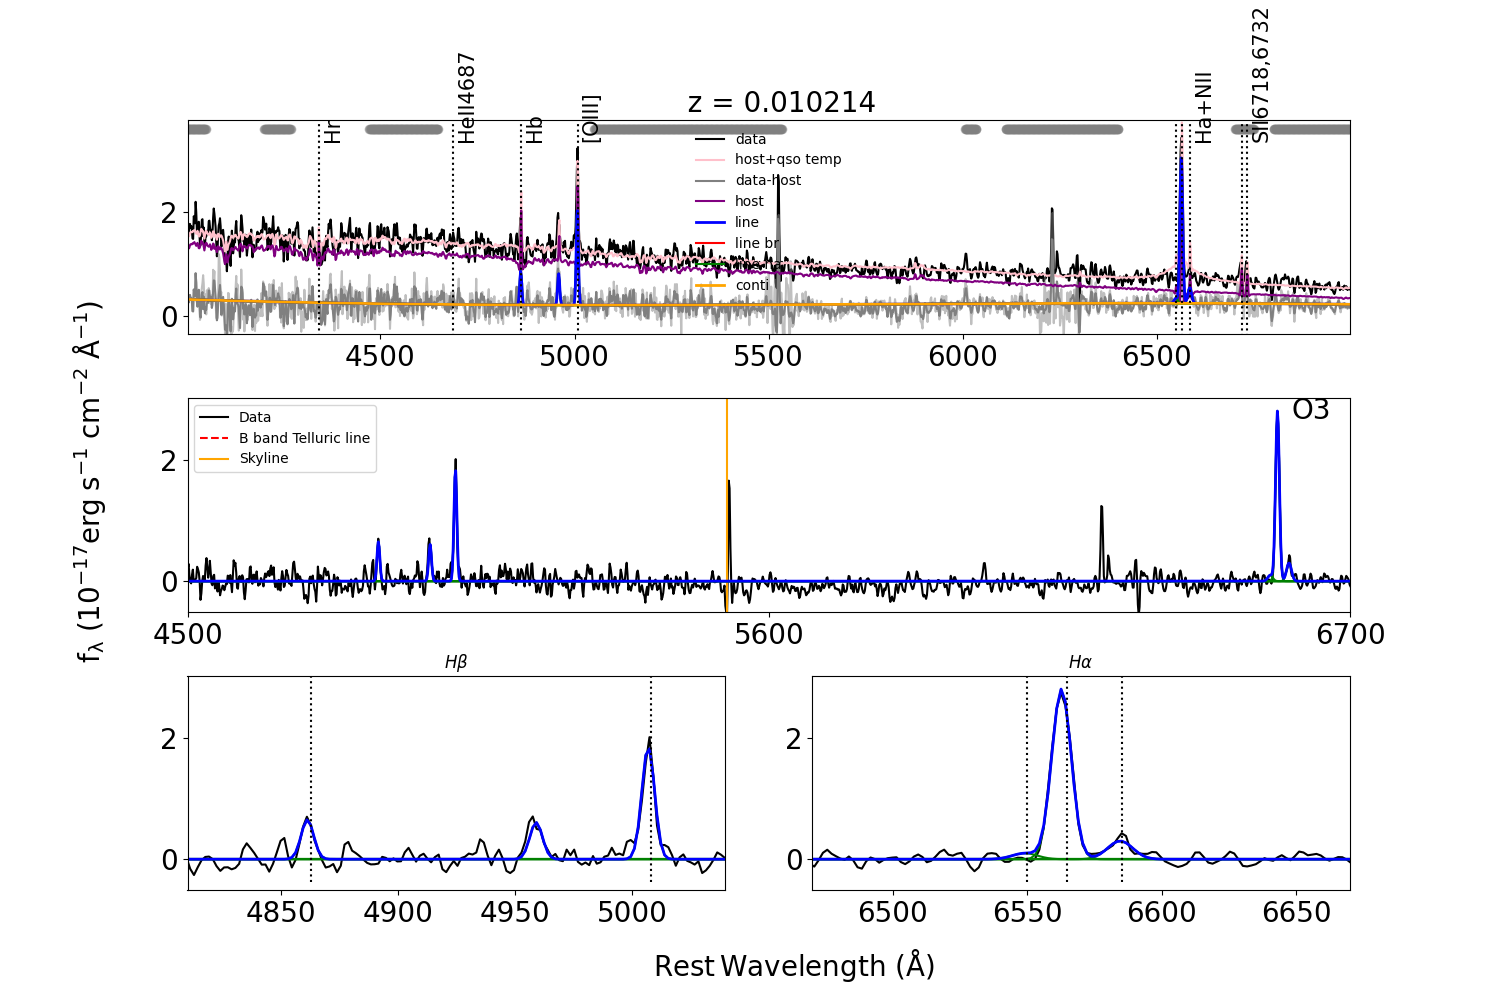 z = 0.010214
Hr
HeII4687
Hb
[OIII]
Ha+NII
SII6718,6732
data
host+qso temp
data-host
host
line
line br
conti
2
0
4500
5000
5500
6000
6500
fλ (10⁻¹⁷erg s⁻¹ cm⁻² Å⁻¹)
Data
B band Telluric line
Skyline
O3
2
0
4500
5600
6700
Hβ
2
0
4850
4900
4950
5000
Hα
2
0
6500
6550
6600
6650
Rest Wavelength (Å)